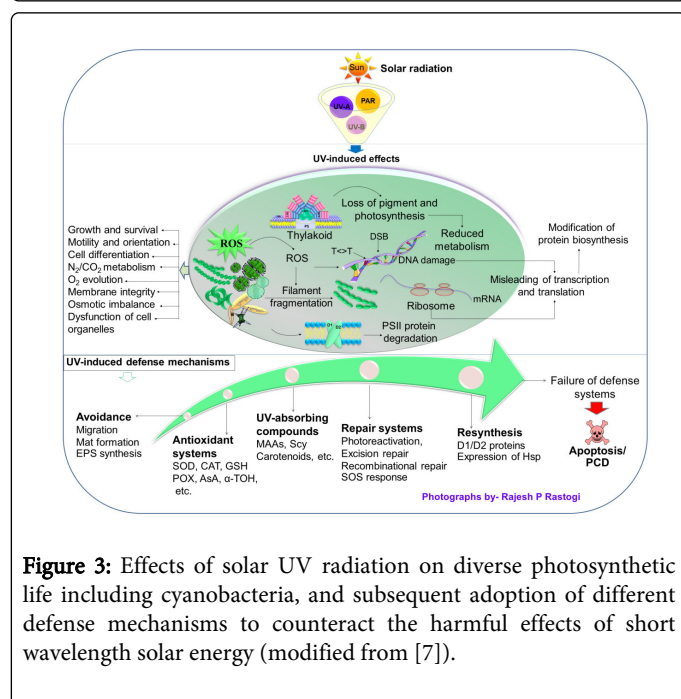 Sun
Solar radiation
UV-A
PAR
UV-B
UV-induced effects
Loss of pigment and
photosynthesis
Thylakoid
PS
Reduced
metabolism
Modification of
protein biosynthesis
Growth and survival
Motility and orientation
Cell differentiation
N₂/CO₂ metabolism
O₂ evolution
Membrane integrity
Osmotic imbalance
Dysfunction of cell
organelles
ROS
ROS
T<>T
DSB
DNA damage
Misleading of transcription
and translation
Filament
fragmentation
Ribosome
mRNA
D1
D2
PSII protein
degradation
UV-induced defense mechanisms
Avoidance
Migration
Mat formation
EPS synthesis
Antioxidant
systems
SOD, CAT, GSH
POX, AsA, α-TOH,
etc.
UV-absorbing
compounds
MAAs, Scy
Carotenoids, etc.
Repair systems
Photoreactivation,
Excision repair
Recombinational repair
SOS response
Resynthesis
D1/D2 proteins
Expression of Hsp
Failure of defense
systems
Apoptosis/
PCD
Photographs by- Rajesh P Rastogi
Figure 3: Effects of solar UV radiation on diverse photosynthetic
life including cyanobacteria, and subsequent adoption of different
defense mechanisms to counteract the harmful effects of short
wavelength solar energy (modified from [7]).